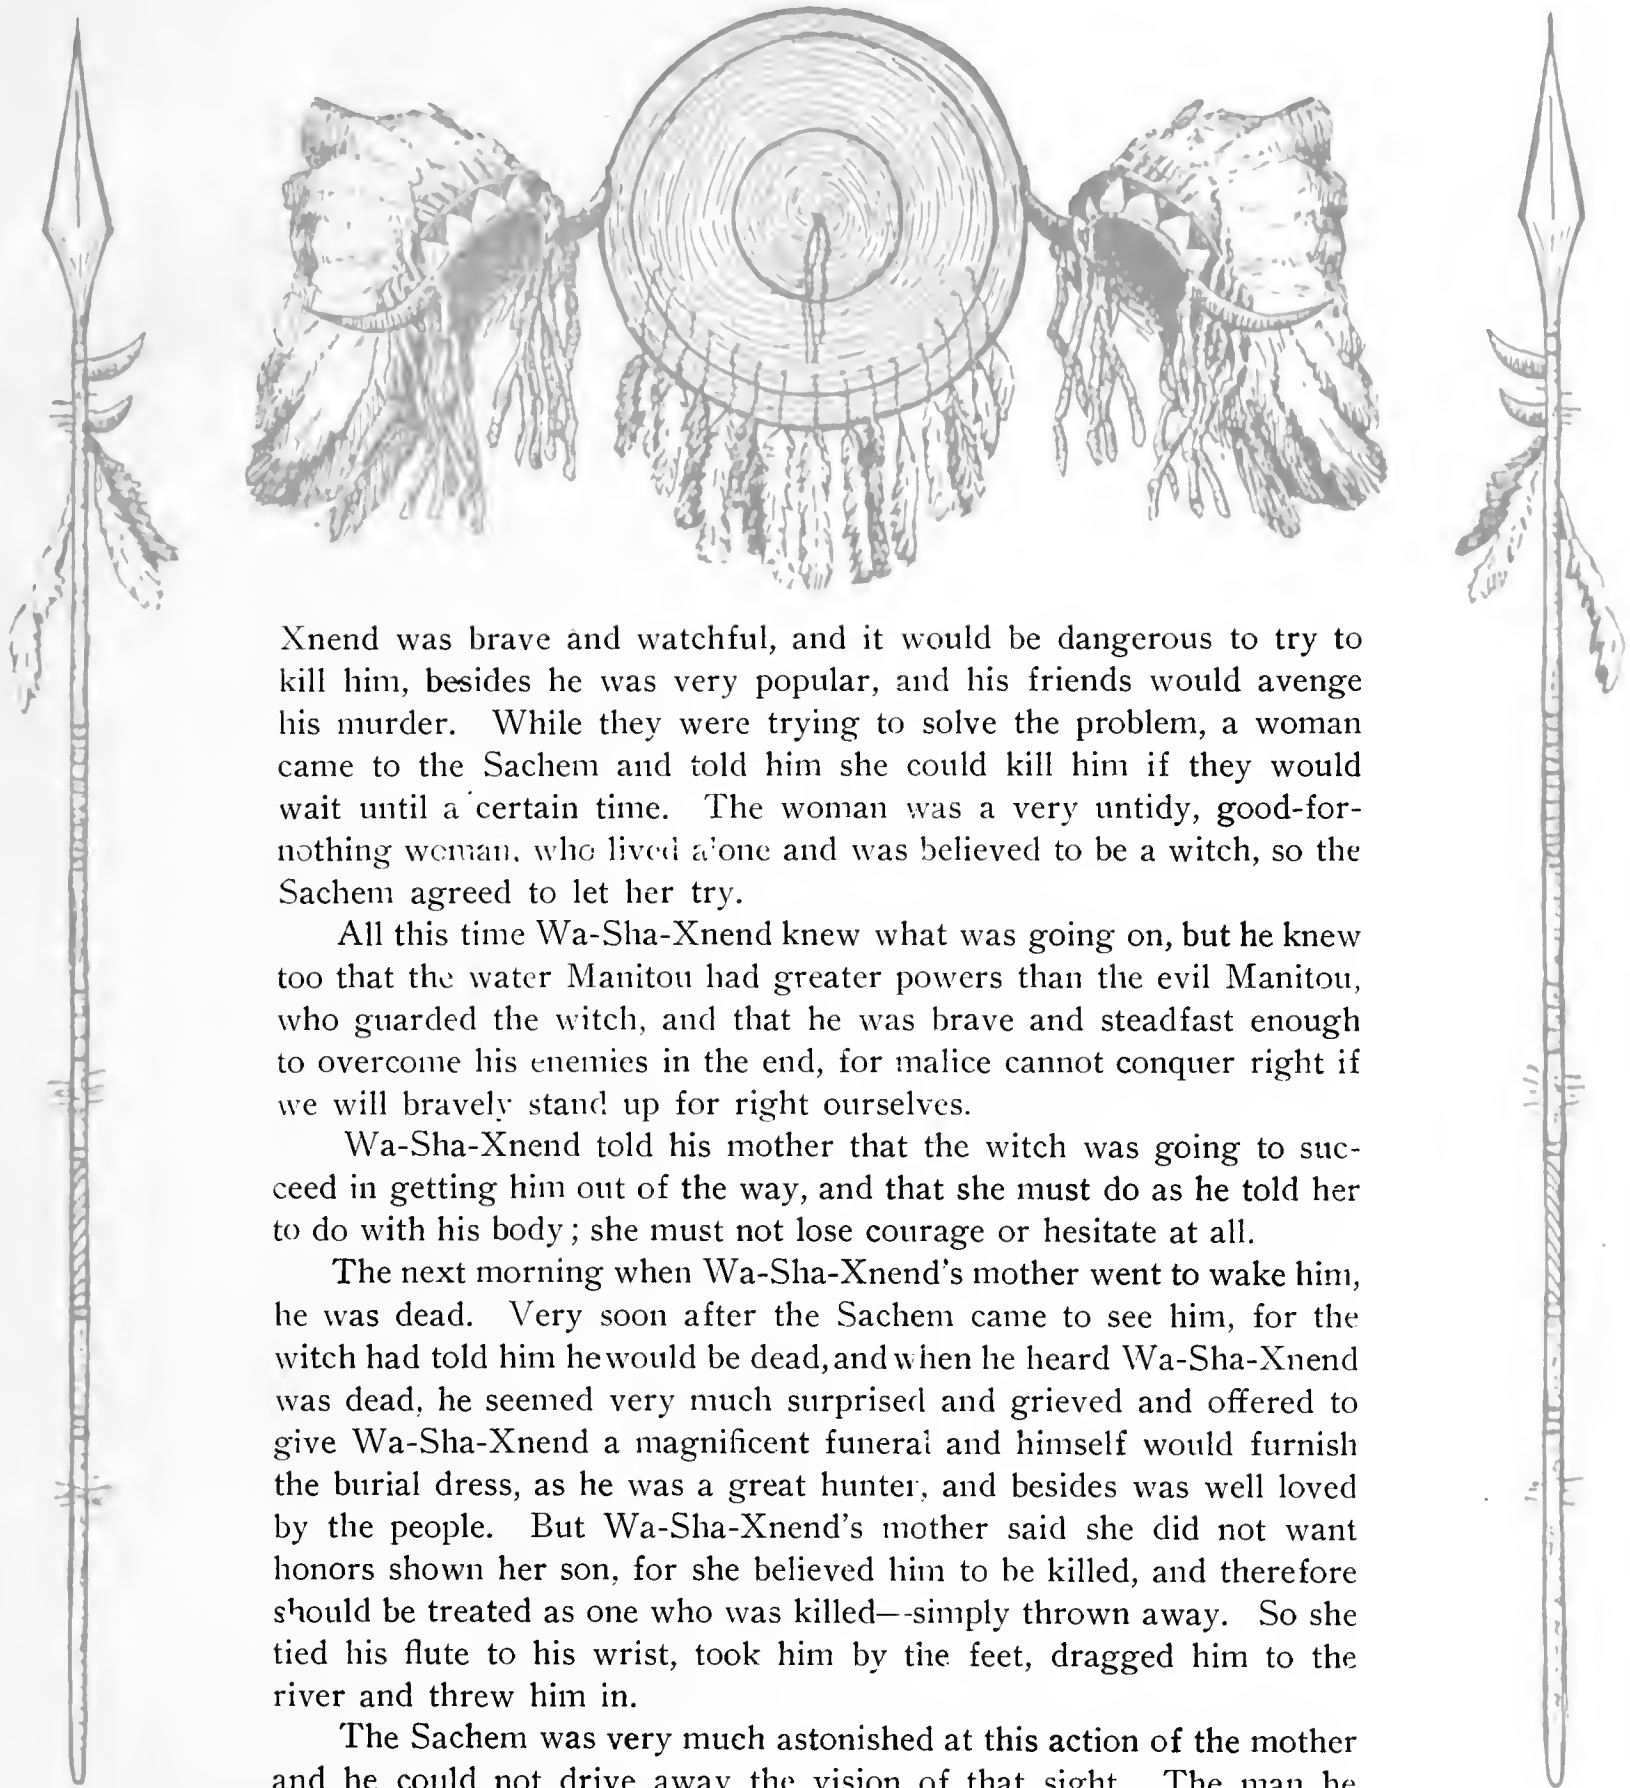 Xnend was brave and watchful, and it would be dangerous to try to
kill him, besides he was very popular, and his friends would avenge
his murder. While they were trying to solve the problem, a woman
came to the Sachem and told him she could kill him if they would
wait until a certain time. The woman was a very untidy, good-for-
nothing woman, who lived alone and was believed to be a witch, so the
Sachem agreed to let her try.
All this time Wa-Sha-Xnend knew what was going on, but he knew
too that the water Manitou had greater powers than the evil Manitou,
who guarded the witch, and that he was brave and steadfast enough
to overcome his enemies in the end, for malice cannot conquer right if
we will bravely stand up for right ourselves.
Wa-Sha-Xnend told his mother that the witch was going to suc-
ceed in getting him out of the way, and that she must do as he told her
to do with his body; she must not lose courage or hesitate at all.
The next morning when Wa-Sha-Xnend's mother went to wake him,
he was dead. Very soon after the Sachem came to see him, for the
witch had told him he would be dead, and when he heard Wa-Sha-Xnend
was dead, he seemed very much surprised and grieved and offered to
give Wa-Sha-Xnend a magnificent funeral and himself would furnish
the burial dress, as he was a great hunter, and besides was well loved
by the people. But Wa-Sha-Xnend's mother said she did not want
honors shown her son, for she believed him to be killed, and therefore
should be treated as one who was killed—simply thrown away. So she
tied his flute to his wrist, took him by the feet, dragged him to the
river and threw him in.
The Sachem was very much astonished at this action of the mother
and he could not drive away the vision of that sight. The man he